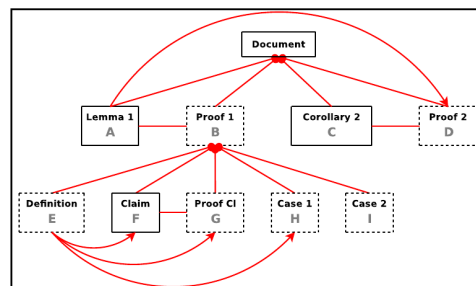 Document
Lemma 1
A
Proof 1
B
Corollary 2
C
Proof 2
D
Definition
E
Claim
F
Proof Cl
G
Case 1
H
Case 2
I